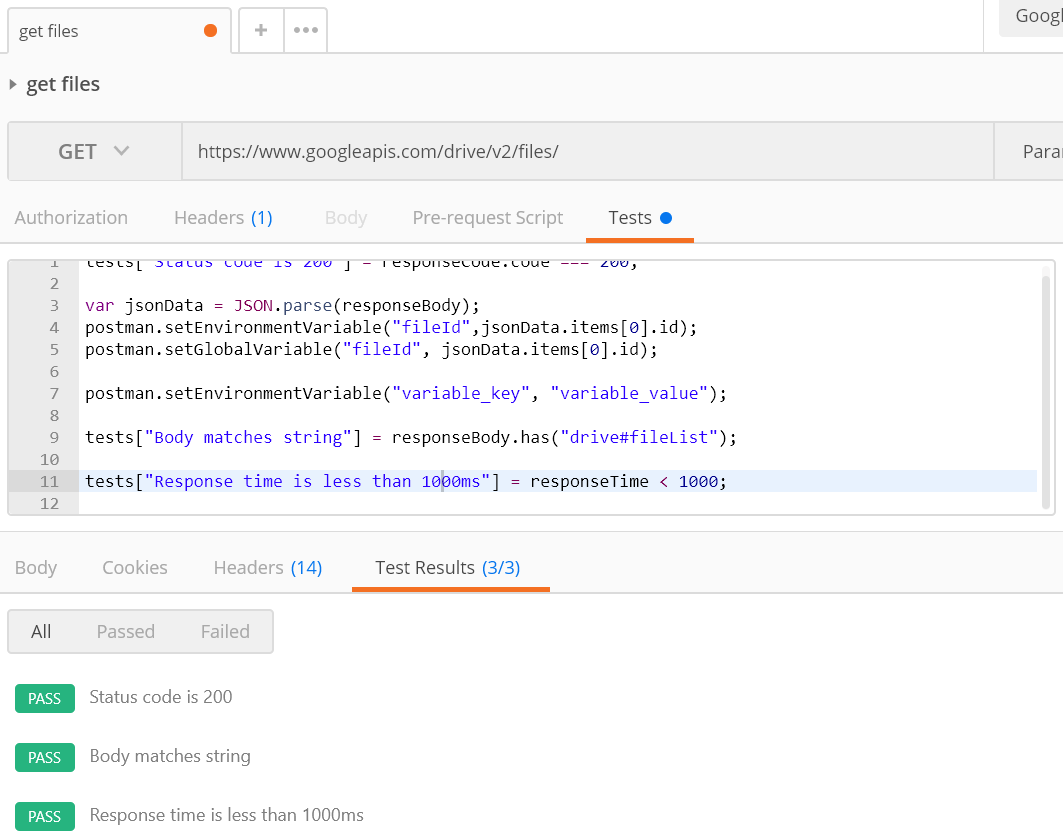 get files
+
Googl
get files
GET https://www.googleapis.com/drive/v2/files/ Para
Authorization Headers (1) Body Pre-request Script Tests
1 tests["Status code is 200"] = responseCode.code === 200;
2
3 var jsonData = JSON.parse(responseBody);
4 postman.setEnvironmentVariable("fileId",jsonData.items[0].id);
5 postman.setGlobalVariable("fileId", jsonData.items[0].id);
6
7 postman.setEnvironmentVariable("variable_key", "variable_value");
8
9 tests["Body matches string"] = responseBody.has("drive#fileList");
10
11 tests["Response time is less than 1000ms"] = responseTime < 1000;
12
Body Cookies Headers (14) Test Results (3/3)
All Passed Failed
PASS Status code is 200
PASS Body matches string
PASS Response time is less than 1000ms